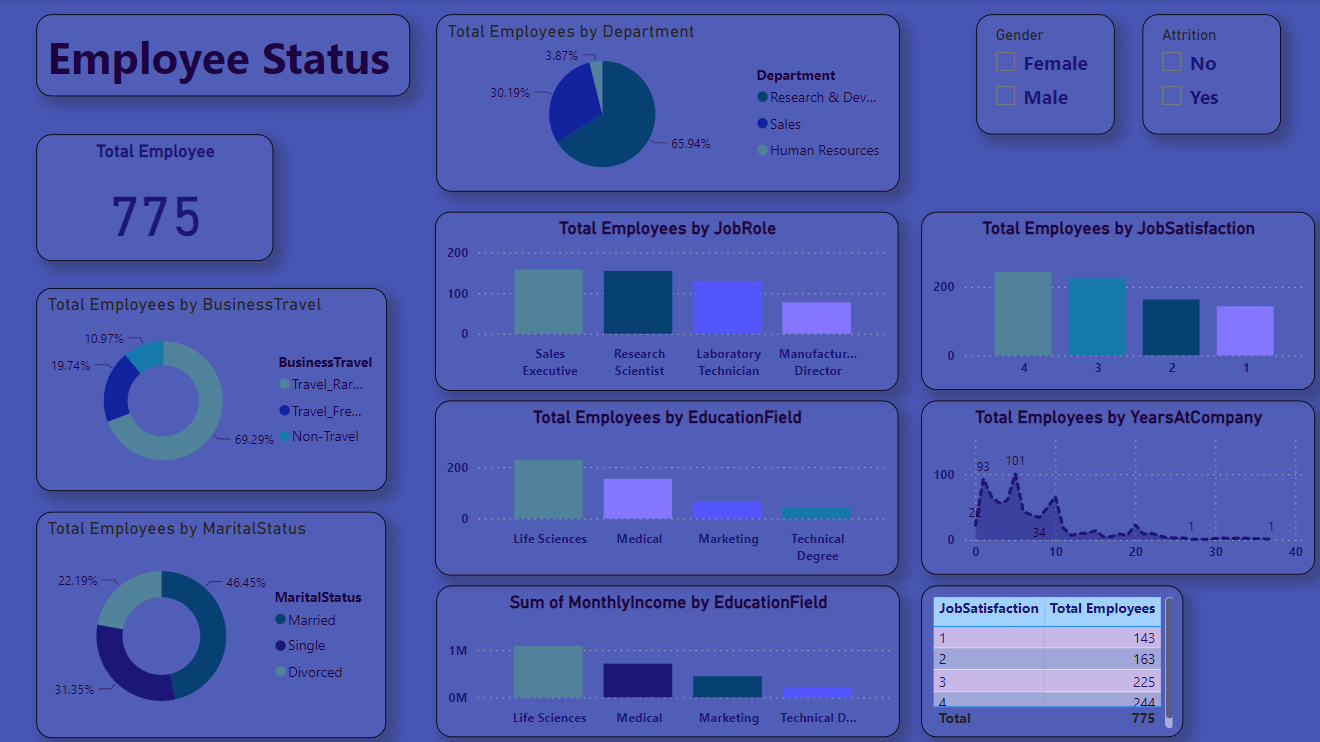 Employee Status
Total Employee
775
Total Employees by BusinessTravel
10.97%
19.74%
69.29%
BusinessTravel
Travel_Rar...
Travel_Fre...
Non-Travel
Total Employees by MaritalStatus
22.19%
46.45%
31.35%
MaritalStatus
Married
Single
Divorced
Total Employees by Department
3.87%
30.19%
65.94%
Department
Research & Dev...
Sales
Human Resources
Total Employees by JobRole
200
100
0
Sales Executive
Research Scientist
Laboratory Technician
Manufactur... Director
Total Employees by EducationField
200
0
Life Sciences
Medical
Marketing
Technical Degree
Sum of MonthlyIncome by EducationField
1M
0M
Life Sciences
Medical
Marketing
Technical D...
Gender
Female
Male
Attrition
No
Yes
Total Employees by JobSatisfaction
200
0
4 3 2 1
Total Employees by YearsAtCompany
100
0
93
101
34
1
1
0 10 20 30 40
JobSatisfaction Total Employees
1 143
2 163
3 225
4 244
Total 775